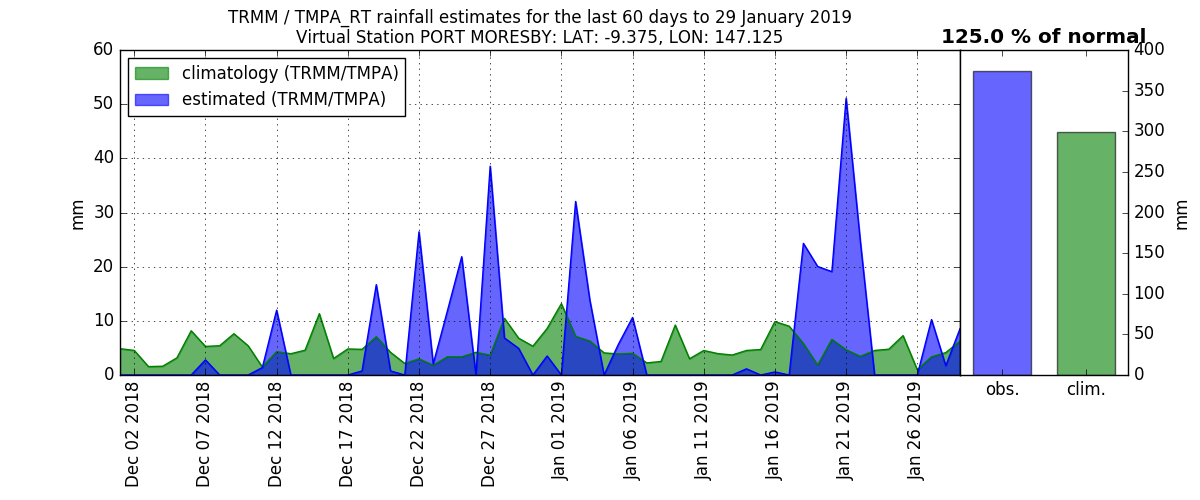 TRMM / TMPA_RT rainfall estimates for the last 60 days to 29 January 2019
Virtual Station PORT MORESBY: LAT: -9.375, LON: 147.125
125.0 % of normal
climatology (TRMM/TMPA)
estimated (TRMM/TMPA)
mm
60
50
40
30
20
10
0
Dec 02 2018
Dec 07 2018
Dec 12 2018
Dec 17 2018
Dec 22 2018
Dec 27 2018
Jan 01 2019
Jan 06 2019
Jan 11 2019
Jan 16 2019
Jan 21 2019
Jan 26 2019
obs.
clim.
400
350
300
250
200
150
100
50
0
mm